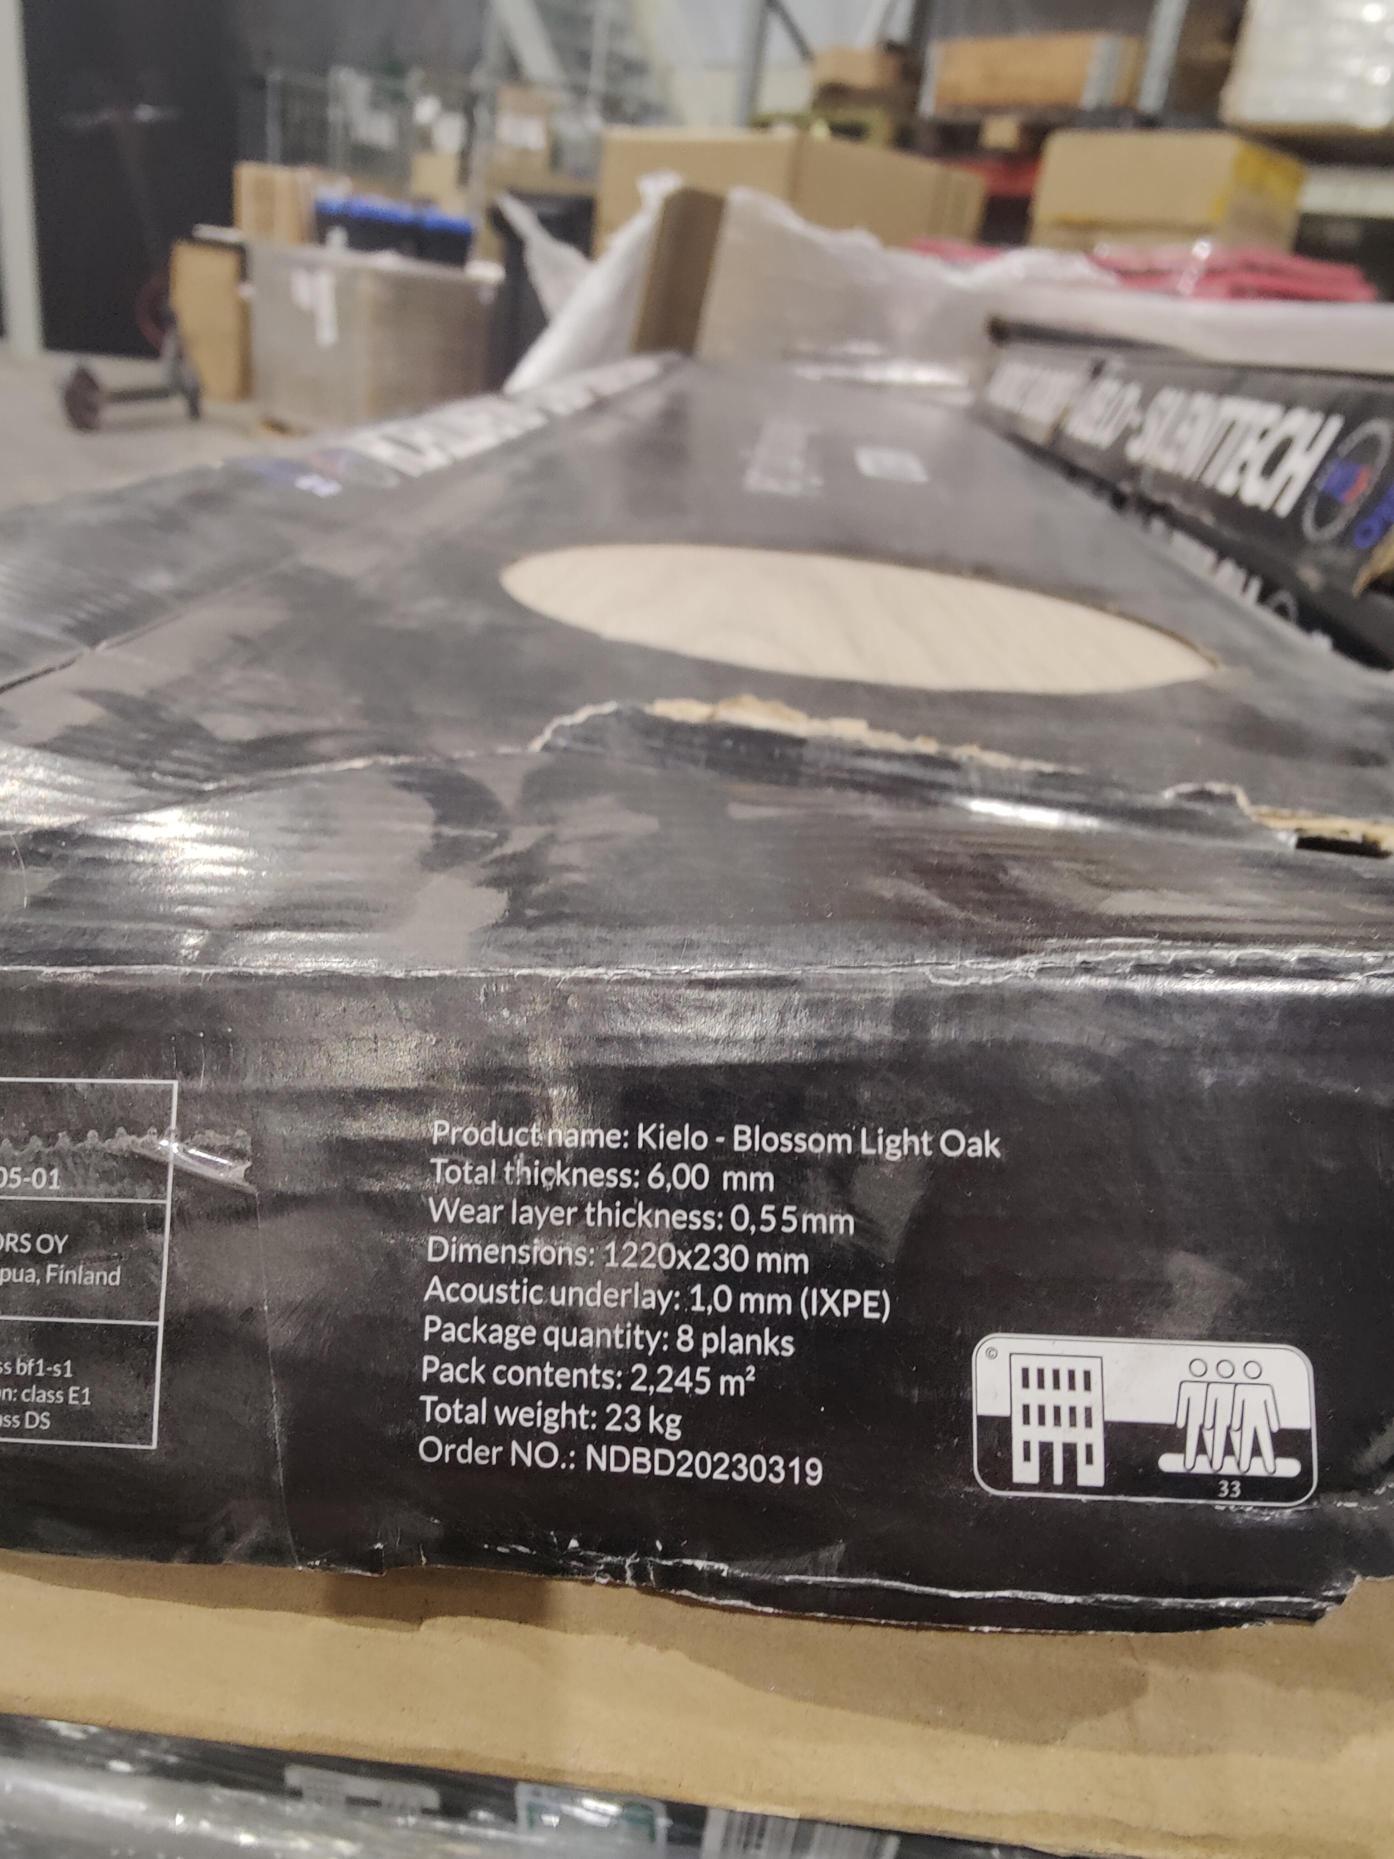 SILENTTECH
05-01
ORS OY
pua, Finland
ss bf1-s1
n: class E1
ass DS
Product name: Kielo - Blossom Light Oak
Total thickness: 6,00 mm
Wear layer thickness: 0,55mm
Dimensions: 1220x230 mm
Acoustic underlay: 1,0 mm (IXPE)
Package quantity: 8 planks
Pack contents: 2,245 m²
Total weight: 23 kg
Order NO.: NDBD20230319
©
33